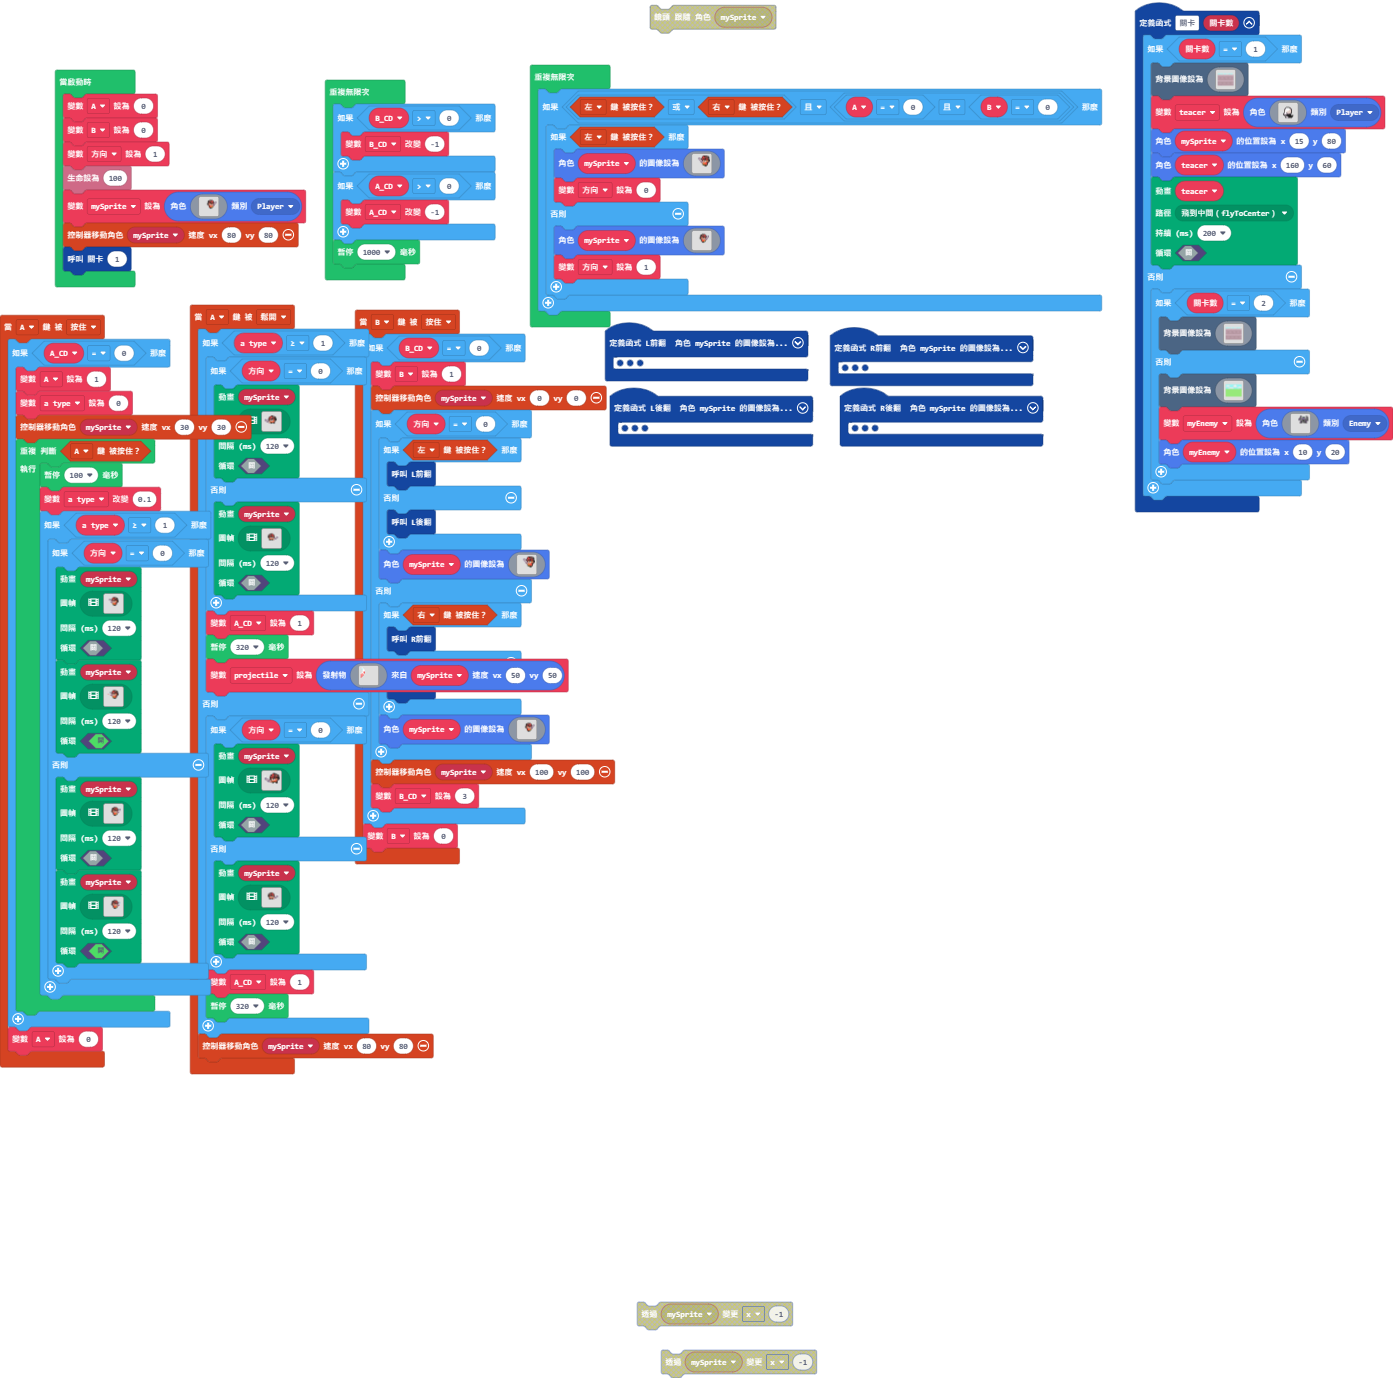 鏡頭 跟隨 角色 mySprite
定義函式 關卡 關卡數
如果 關卡數 = 1 那麼
背景圖像設為
變數 teacer 設為 角色 類別 Player
角色 mySprite 的位置設為 x 15 y 80
角色 teacer 的位置設為 x 160 y 60
動畫 teacer
路徑 飛到中間 (flyToCenter)
持續 (ms) 200
循環 關
否則
如果 關卡數 = 2 那麼
背景圖像設為
否則
背景圖像設為
變數 myEnemy 設為 角色 類別 Enemy
角色 myEnemy 的位置設為 x 10 y 20
當啟動時
變數 A 設為 0
變數 B 設為 0
變數 方向 設為 1
生命設為 100
變數 mySprite 設為 角色 類別 Player
控制器移動角色 mySprite 速度 vx 80 vy 80
呼叫 關卡 1
重複無限次
如果 B_CD > 0 那麼
變數 B_CD 改變 -1
如果 A_CD > 0 那麼
變數 A_CD 改變 -1
暫停 1000 毫秒
重複無限次
如果 左 鍵 被按住？ 或 右 鍵 被按住？ 且 A = 0 且 B = 0 那麼
如果 左 鍵 被按住？ 那麼
角色 mySprite 的圖像設為
變數 方向 設為 0
否則
角色 mySprite 的圖像設為
變數 方向 設為 1
當 A 鍵 被 按住
如果 A_CD = 0 那麼
變數 A 設為 1
變數 a type 設為 0
控制器移動角色 mySprite 速度 vx 30 vy 30
重複 判斷 A 鍵 被按住？
執行
暫停 100 毫秒
變數 a type 改變 0.1
如果 a type ≥ 1 那麼
如果 方向 = 0 那麼
動畫 mySprite
圖幀
間隔 (ms) 120
循環 關
動畫 mySprite
圖幀
間隔 (ms) 120
循環 開
否則
動畫 mySprite
圖幀
間隔 (ms) 120
循環 關
動畫 mySprite
圖幀
間隔 (ms) 120
循環 開
變數 A 設為 0
當 A 鍵 被 鬆開
如果 a type ≥ 1 那麼
如果 方向 = 0 那麼
動畫 mySprite
間隔 (ms) 120
循環 關
否則
動畫 mySprite
圖幀
間隔 (ms) 120
循環 關
變數 A_CD 設為 1
暫停 320 毫秒
變數 projectile 設為 發射物 來自 mySprite 速度 vx 50 vy 50
否則
如果 方向 = 0 那麼
動畫 mySprite
圖幀
間隔 (ms) 120
循環 關
否則
動畫 mySprite
圖幀
間隔 (ms) 120
循環 關
變數 A_CD 設為 1
暫停 320 毫秒
控制器移動角色 mySprite 速度 vx 80 vy 80
當 B 鍵 被 按住
如果 B_CD = 0 那麼
變數 B 設為 1
控制器移動角色 mySprite 速度 vx 0 vy 0
如果 方向 = 0 那麼
如果 左 鍵 被按住？ 那麼
呼叫 L前翻
否則
呼叫 L後翻
角色 mySprite 的圖像設為
否則
如果 右 鍵 被按住？ 那麼
呼叫 R前翻
角色 mySprite 的圖像設為
控制器移動角色 mySprite 速度 vx 100 vy 100
變數 B_CD 設為 3
變數 B 設為 0
定義函式 L前翻 角色 mySprite 的圖像設為...
定義函式 R前翻 角色 mySprite 的圖像設為...
定義函式 L後翻 角色 mySprite 的圖像設為...
定義函式 R後翻 角色 mySprite 的圖像設為...
mySprite 變更 x -1
mySprite 變更 x -1